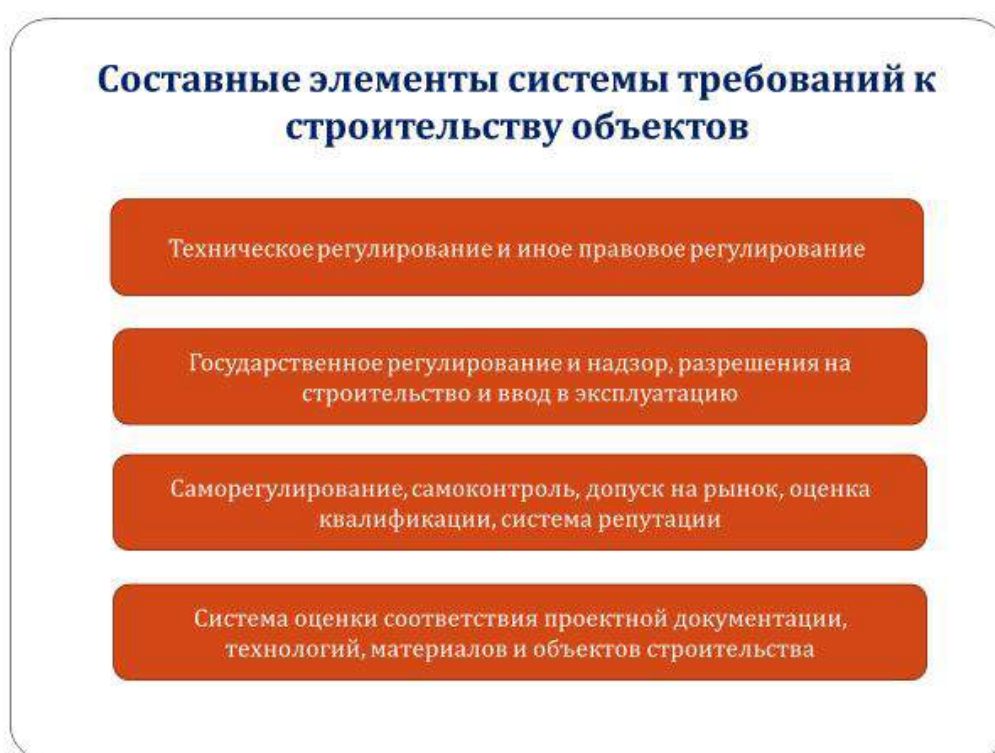 Составные элементы системы требований к
строительству объектов
Техническое регулирование и иное правовое регулирование
Государственное регулирование и надзор, разрешения на
строительство и ввод в эксплуатацию
Саморегулирование, самоконтроль, допуск на рынок, оценка
квалификации, система репутации
Система оценки соответствия проектной документации,
технологий, материалов и объектов строительства